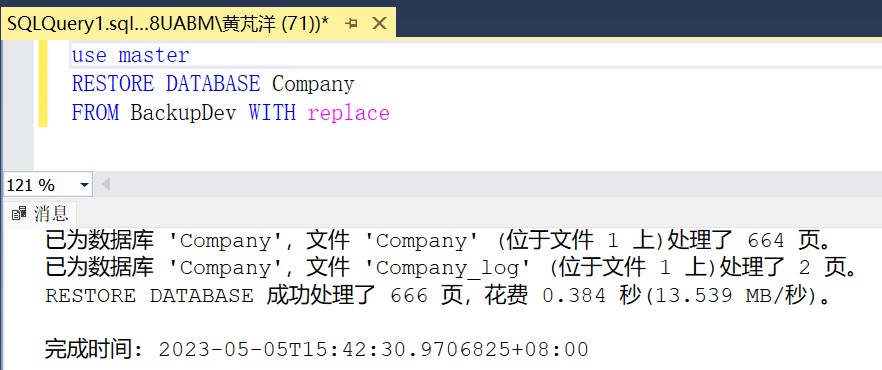 SQLQuery1.sql...8UABM\黄芃洋 (71))*
use master
RESTORE DATABASE Company
FROM BackupDev WITH replace
121 %
消息
已为数据库 'Company'，文件 'Company' (位于文件 1 上)处理了 664 页。
已为数据库 'Company'，文件 'Company_log' (位于文件 1 上)处理了 2 页。
RESTORE DATABASE 成功处理了 666 页，花费 0.384 秒(13.539 MB/秒)。
完成时间: 2023-05-05T15:42:30.9706825+08:00